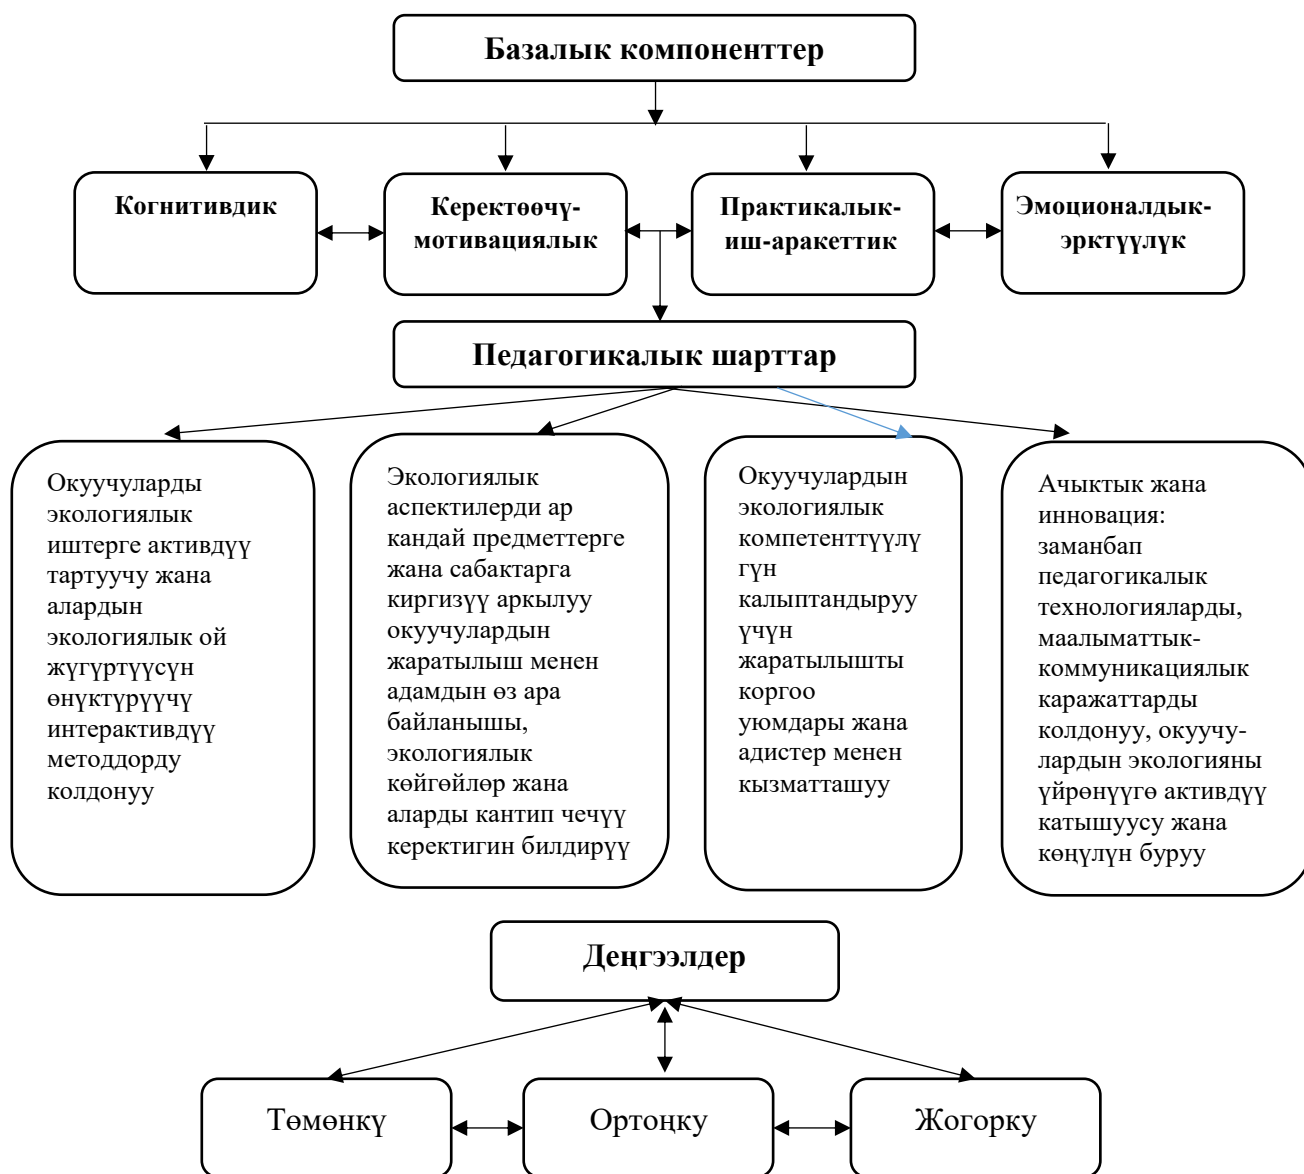 Базалык компоненттер
Когнитивдик
Керектөөчү-
мотивациялык
Практикалык-
иш-аракеттик
Эмоционалдык-
эрктүүлүк
Педагогикалык шарттар
Окуучуларды
экологиялык
иштерге активдүү
тартуучу жана
алардын
экологиялык ой
жүгүртүүсүн
өнүктүрүүчү
интерактивдүү
методдорду
колдонуу
Экологиялык
аспектилерди ар
кандай предметтерге
жана сабактарга
киргизүү аркылуу
окуучулардын
жаратылыш менен
адамдын өз ара
байланышы,
экологиялык
көйгөйлөр жана
аларды кантип чечүү
керектигин билдирүү
Окуучулардын
экологиялык
компетенттүүлү
гүн
калыптандыруу
үчүн
жаратылышты
коргоо
уюмдары жана
адистер менен
кызматташуу
Ачыктык жана
инновация:
заманбап
педагогикалык
технологияларды,
маалыматтык-
коммуникациялык
каражаттарды
колдонуу, окуучу-
лардын экологияны
үйрөнүүгө активдүү
катышуусу жана
көңүлүн буруу
Деңгээлдер
Төмөнкү
Ортоңку
Жогорку